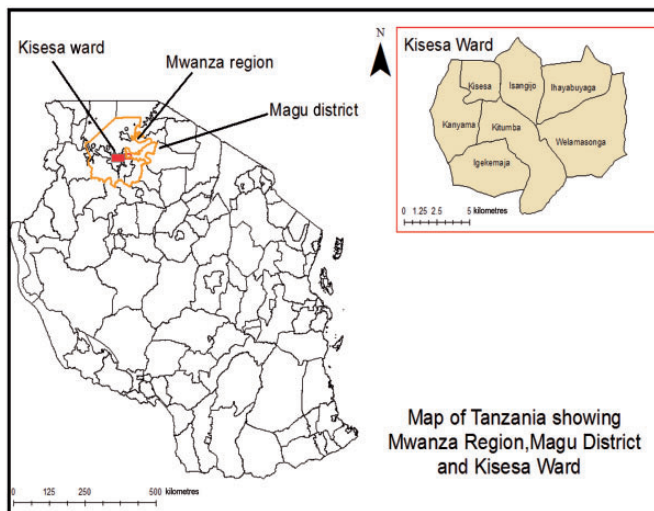 Kisesa ward
Mwanza region
Magu district
N
Kisesa Ward
Kisesa
Isangijo
Ihayabuyaga
Kanyama
Kitumba
Welamasonga
Igekemaja
0 1.25 2.5 5 kilometres
Map of Tanzania showing
Mwanza Region,Magu District
and Kisesa Ward
0 125 250 500 kilometres